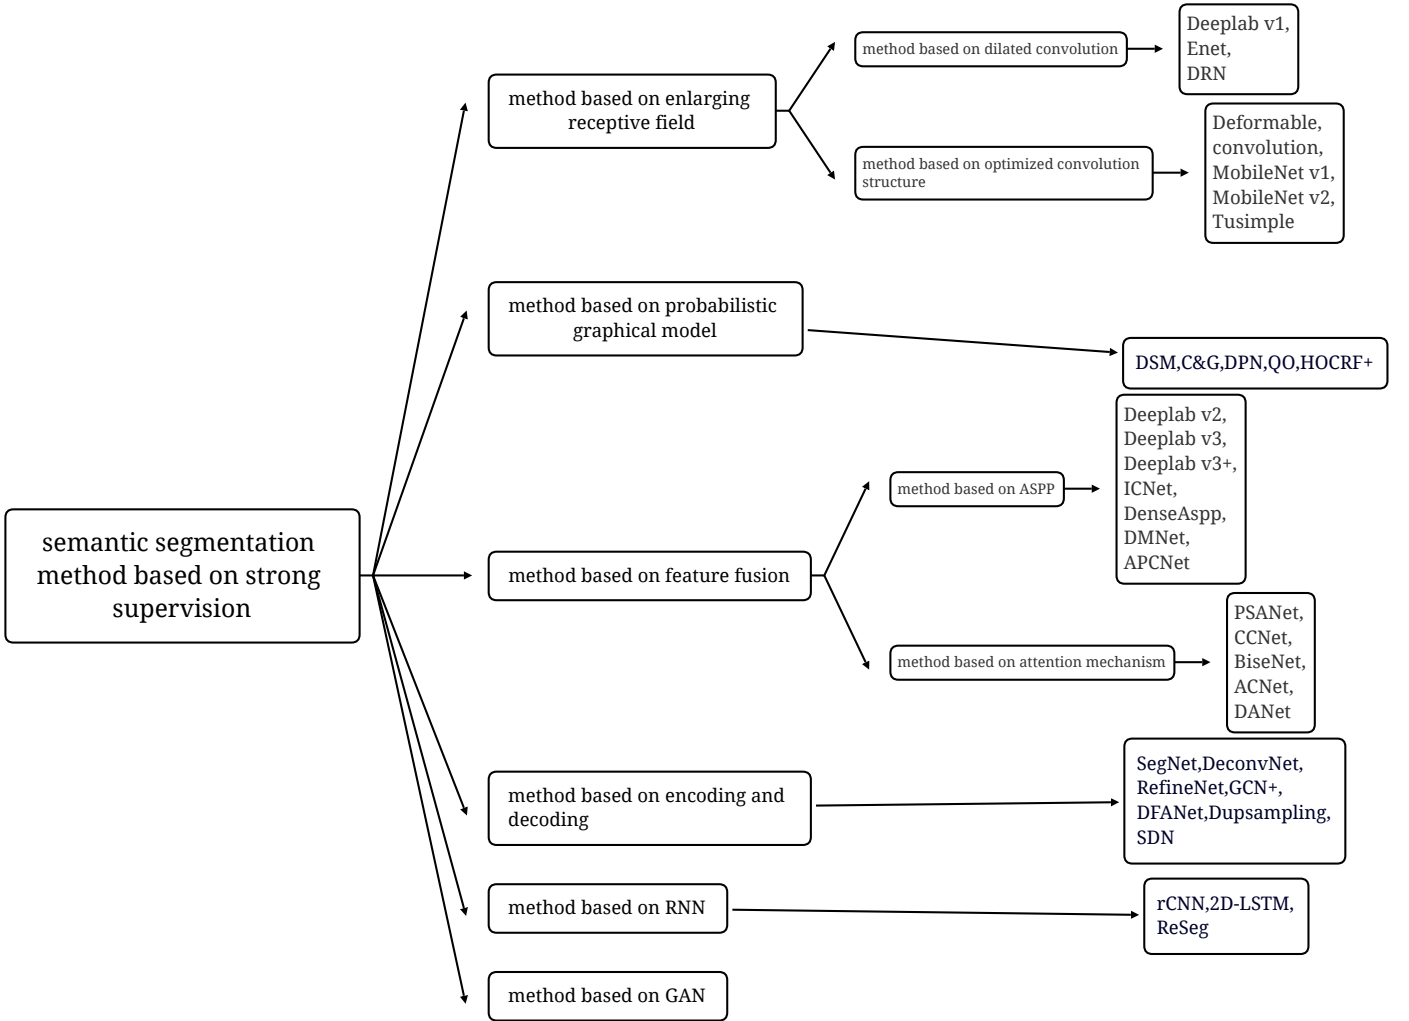 semantic segmentation
method based on strong
supervision
method based on enlarging
receptive field
method based on dilated convolution
Deeplab v1,
Enet,
DRN
method based on optimized convolution
structure
Deformable,
convolution,
MobileNet v1,
MobileNet v2,
Tusimple
method based on probabilistic
graphical model
DSM,C&G,DPN,QO,HOCRF+
method based on feature fusion
method based on ASPP
Deeplab v2,
Deeplab v3,
Deeplab v3+,
ICNet,
DenseAspp,
DMNet,
APCNet
method based on attention mechanism
PSANet,
CCNet,
BiseNet,
ACNet,
DANet
method based on encoding and
decoding
SegNet,DeconvNet,
RefineNet,GCN+,
DFANet,Dupsampling,
SDN
method based on RNN
rCNN,2D-LSTM,
ReSeg
method based on GAN